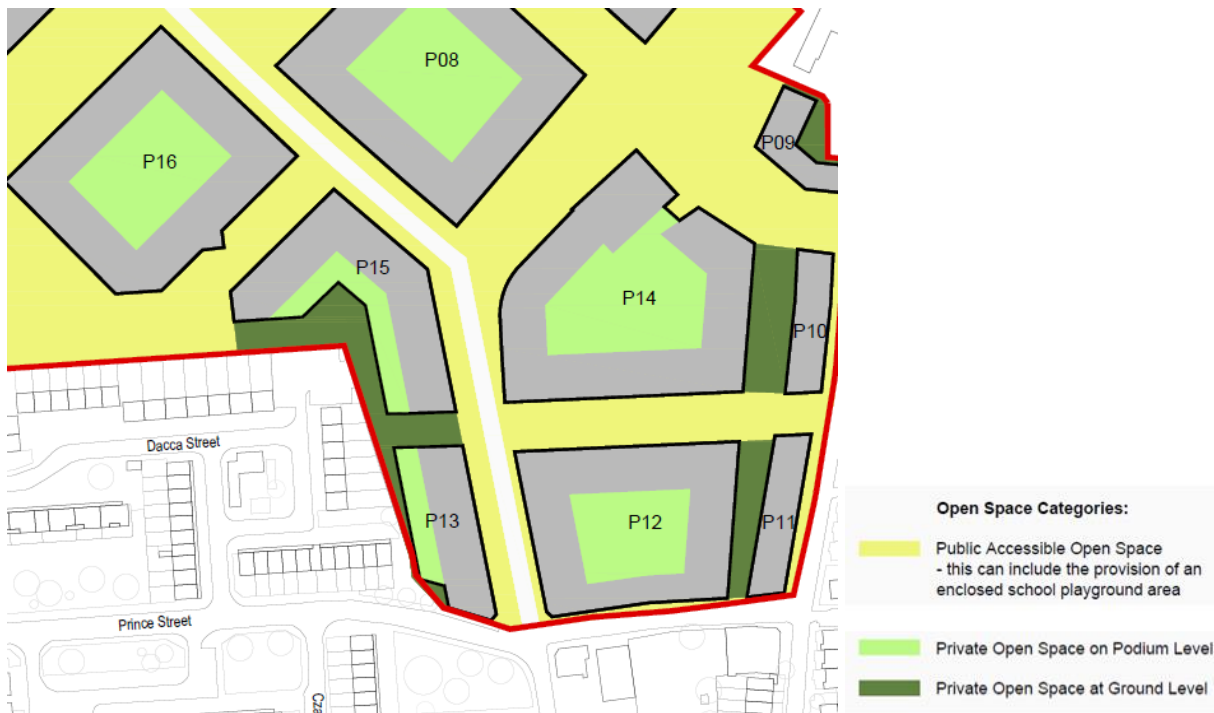 P08
P16
P09
P15
P14
P10
Dacca Street
P13
P12
P11
Prince Street
Cza
Open Space Categories:
Public Accessible Open Space
- this can include the provision of an
enclosed school playground area
Private Open Space on Podium Level
Private Open Space at Ground Level